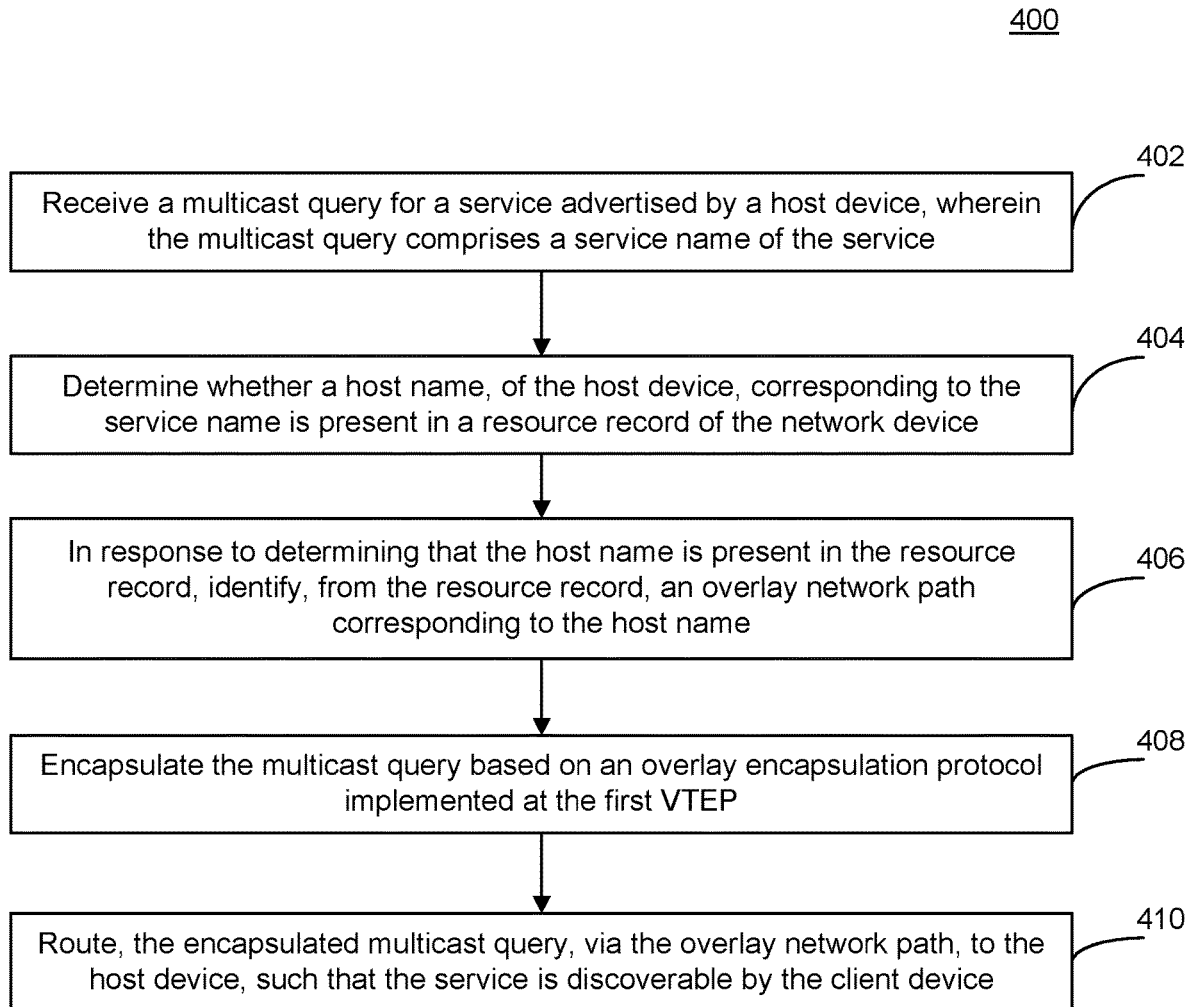 400
402
Receive a multicast query for a service advertised by a host device, wherein
the multicast query comprises a service name of the service
404
Determine whether a host name, of the host device, corresponding to the
service name is present in a resource record of the network device
In response to determining that the host name is present in the resource
record, identify, from the resource record, an overlay network path
corresponding to the host name
406
408
Encapsulate the multicast query based on an overlay encapsulation protocol
implemented at the first VTEP
410
Route, the encapsulated multicast query, via the overlay network path, to the
host device, such that the service is discoverable by the client device